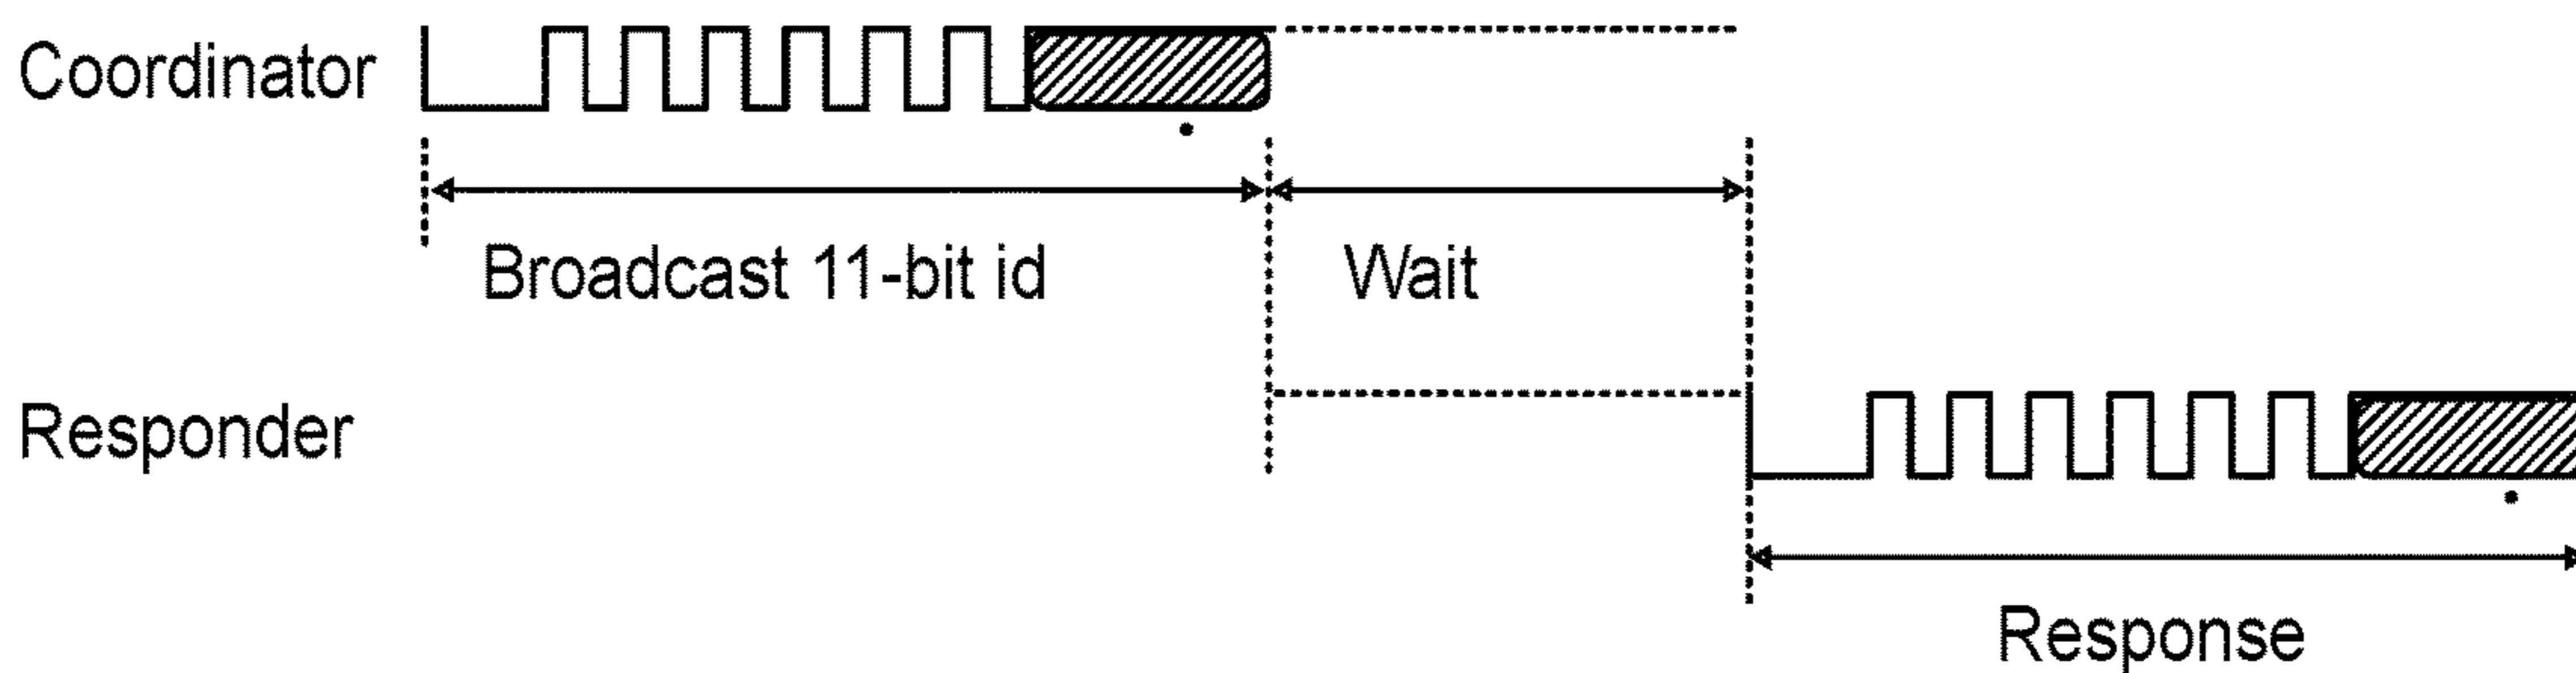 Coordinator
Broadcast 11-bit id
Wait
Responder
Response